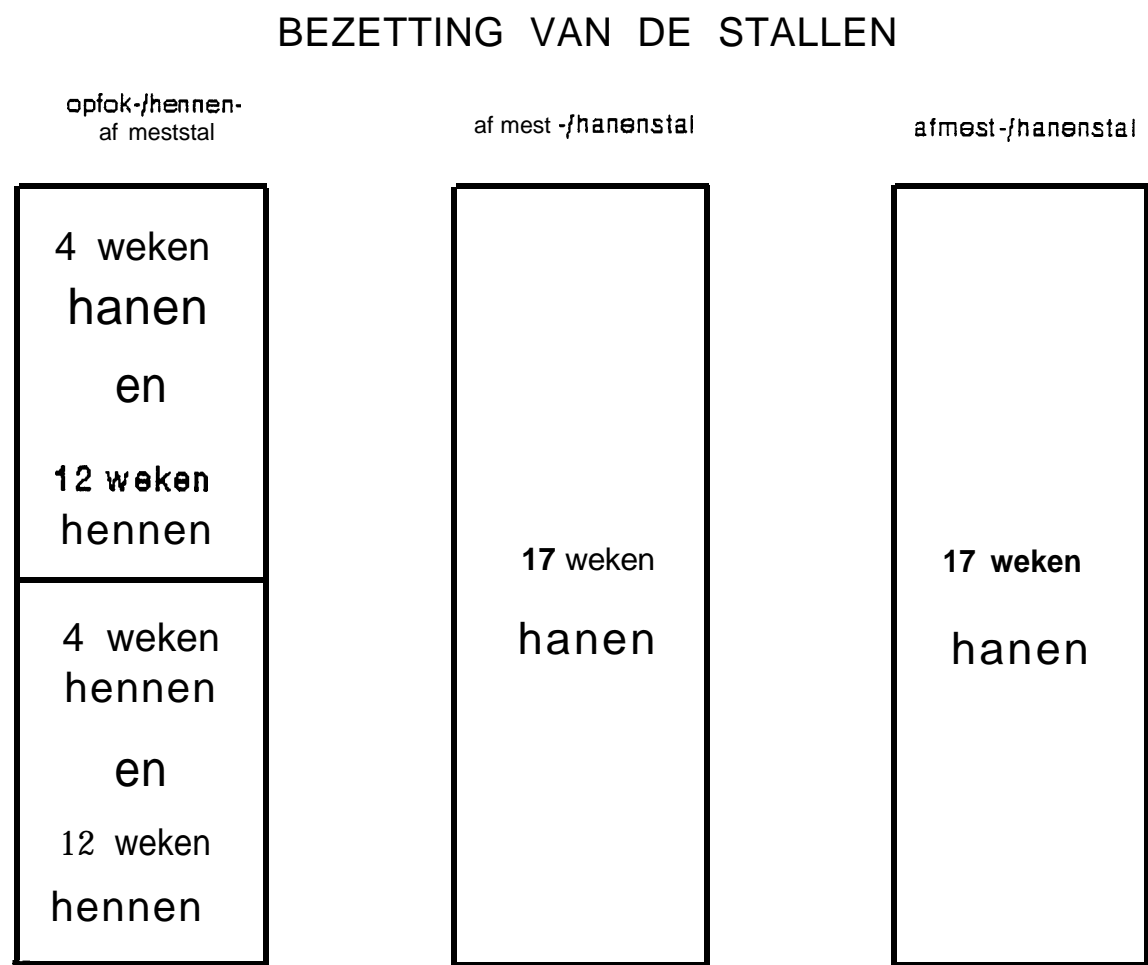 BEZETTING VAN DE STALLEN
opfok-/hennen-
af meststal
af mest -/hanenstal
afmest-/hanenstal
4 weken
hanen
en
12 weken
hennen
4 weken
hennen
en
12 weken
hennen
17 weken
hanen
17 weken
hanen